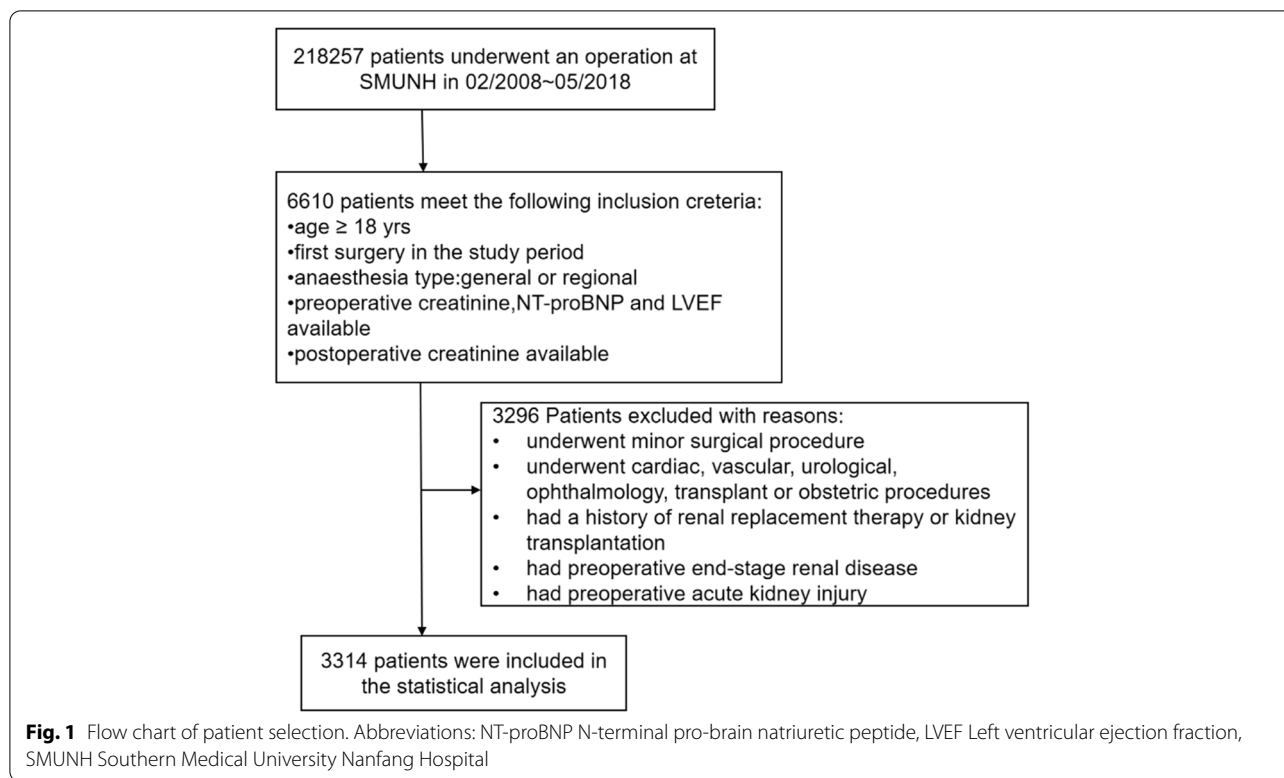 218257 patients underwent an operation at
SMUNH in 02/2008~05/2018
6610 patients meet the following inclusion creteria:
•age ≥ 18 yrs
•first surgery in the study period
•anaesthesia type:general or regional
•preoperative creatinine,NT-proBNP and LVEF
available
•postoperative creatinine available
3296 Patients excluded with reasons:
• underwent minor surgical procedure
• underwent cardiac, vascular, urological,
ophthalmology, transplant or obstetric procedures
• had a history of renal replacement therapy or kidney
transplantation
• had preoperative end-stage renal disease
• had preoperative acute kidney injury
3314 patients were included in
the statistical analysis
Fig. 1 Flow chart of patient selection. Abbreviations: NT-proBNP N-terminal pro-brain natriuretic peptide, LVEF Left ventricular ejection fraction,
SMUNH Southern Medical University Nanfang Hospital